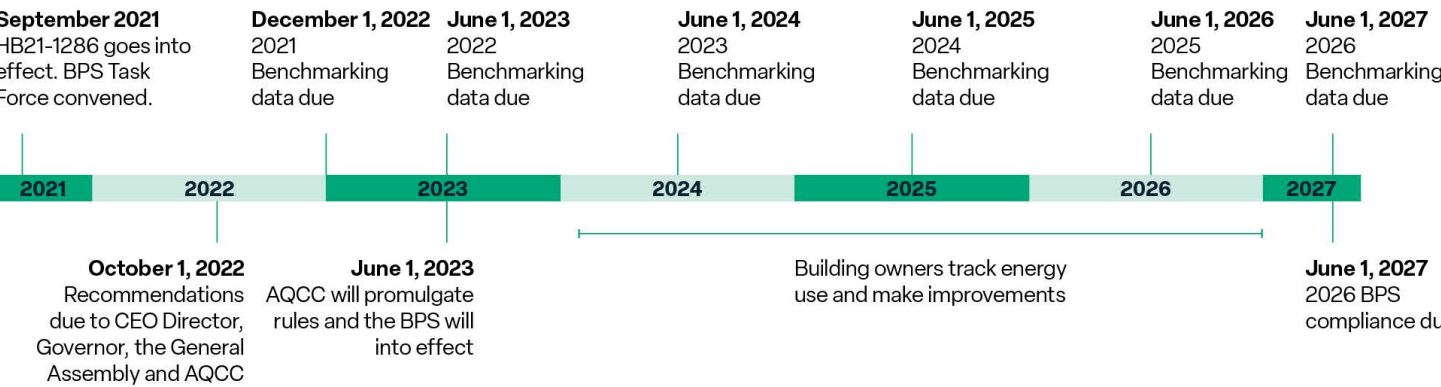 September 2021
HB21-1286 goes into
effect. BPS Task
Force convened.
December 1, 2022
2021
Benchmarking
data due
June 1, 2023
2022
Benchmarking
data due
June 1, 2024
2023
Benchmarking
data due
June 1, 2025
2024
Benchmarking
data due
June 1, 2026
2025
Benchmarking
data due
June 1, 2027
2026
Benchmarking
data due
2021
2022
2023
2024
2025
2026
2027
October 1, 2022
Recommendations
due to CEO Director,
Governor, the General
Assembly and AQCC
June 1, 2023
AQCC will promulgate
rules and the BPS will
into effect
Building owners track energy
use and make improvements
June 1, 2027
2026 BPS
compliance du